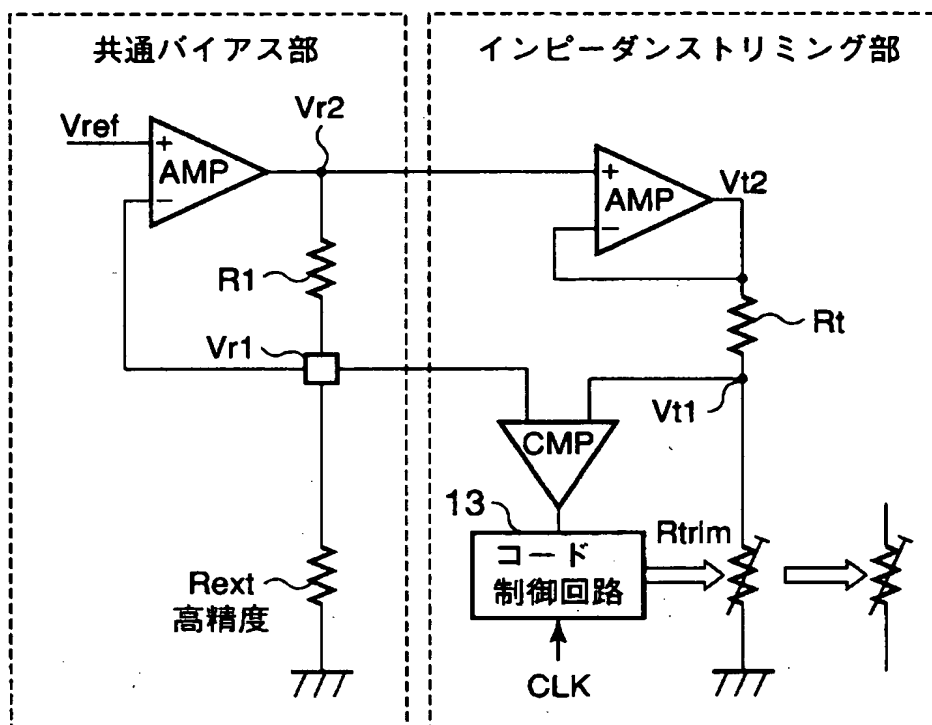 共通バイアス部
インピーダンストリミング部
Vref
+
AMP
−
Vr2
R1
Vr1
Rext
高精度
+
AMP
−
Vt2
Rt
Vt1
CMP
13
コード
制御回路
CLK
Rtrim